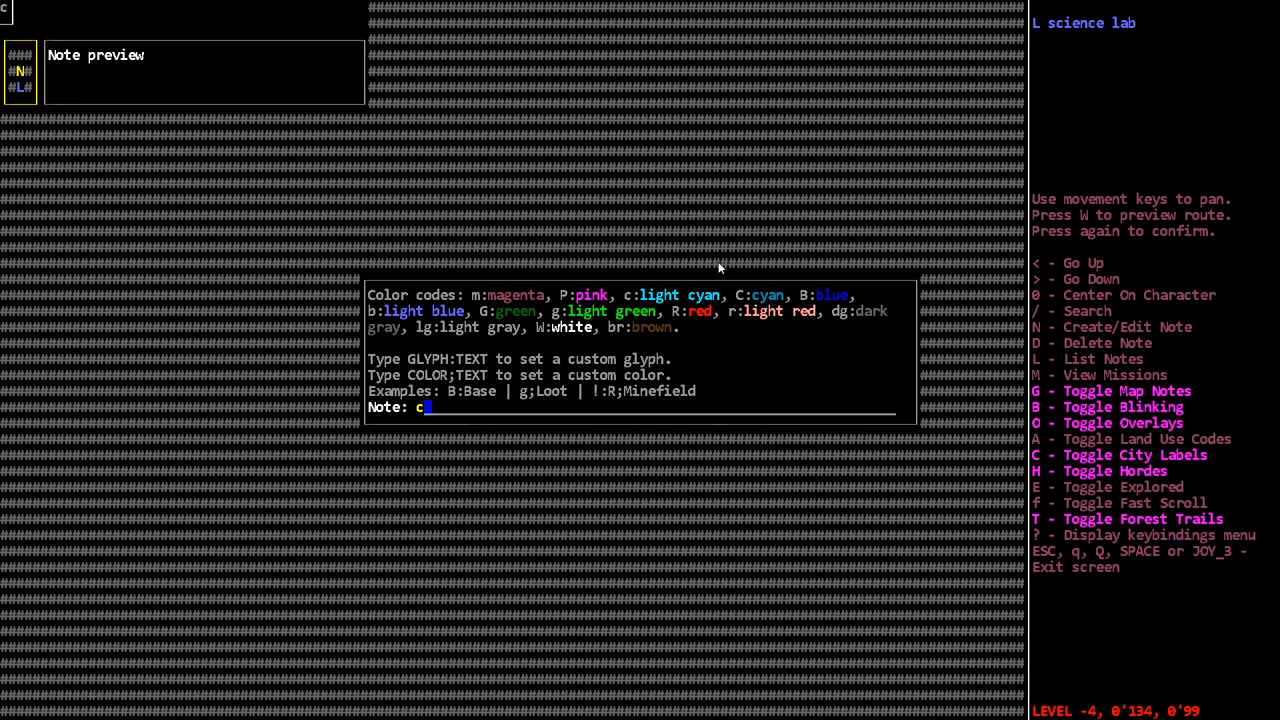 c
Note preview
###
#N#
#L#
Color codes: m:magenta, P:pink, c:light cyan, C:cyan, B:blue,
b:light blue, G:green, g:light green, R:red, r:light red, dg:dark
gray, lg:light gray, W:white, br:brown.
Type GLYPH:TEXT to set a custom glyph.
Type COLOR;TEXT to set a custom color.
Examples: B:Base | g;Loot | !:R;Minefield
Note: c
L science lab
Use movement keys to pan.
Press W to preview route.
Press again to confirm.
< - Go Up
> - Go Down
0 - Center On Character
/ - Search
N - Create/Edit Note
D - Delete Note
L - List Notes
M - View Missions
G - Toggle Map Notes
B - Toggle Blinking
O - Toggle Overlays
A - Toggle Land Use Codes
C - Toggle City Labels
H - Toggle Hordes
E - Toggle Explored
f - Toggle Fast Scroll
T - Toggle Forest Trails
? - Display keybindings menu
ESC, q, Q, SPACE or JOY_3 -
Exit screen
LEVEL -4, 0'134, 0'99